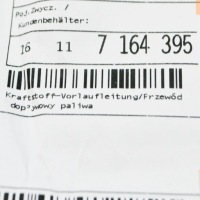 Poj.Zwycz. /
Kundenbehälter:
16 11 7 164 395
Kraftstoff-Vorlaufleitung/Przewód
dopływowy paliwa